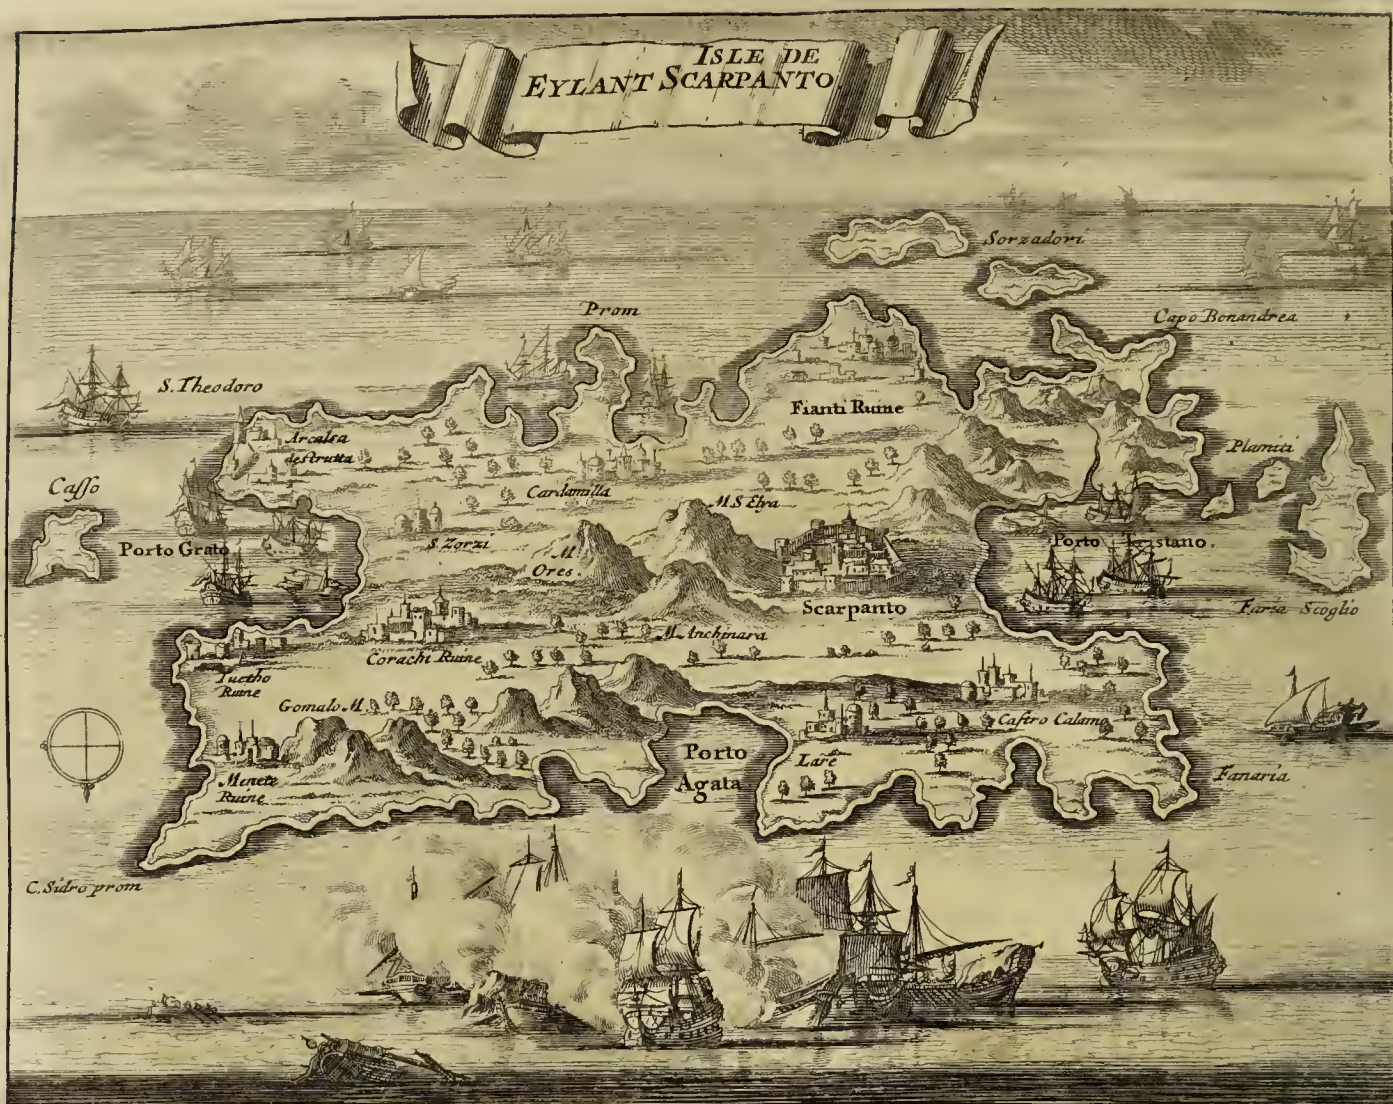 ISLE DE
EYLANT SCARPANTO.
Sorzadori
Prom
Capo Bonandrea
S. Theodoro
Fianti Ruine
Arcalsa
destrutta
Plamiti
Casso
Cardamilla
M. S. Elya
Porto Grato
S. Zorzi
M.
Ores.
Porto Tristano.
Scarpanto
Faria Scoglio
M. Anchinara
Corachi Ruine
Tuetho
Ruine
Gomalo M.
Castro Calamo
Porto
Agata
Lare
Menete
Ruine
Fanaria
C. Sidro prom